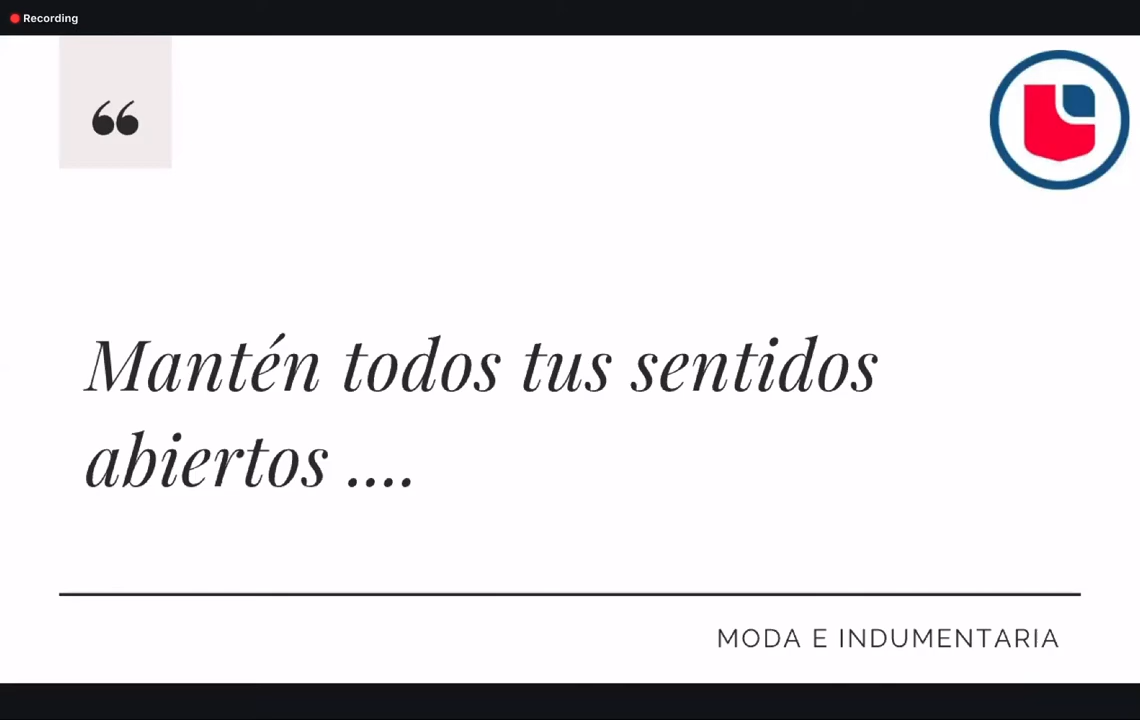 Recording
“
Mantén todos tus sentidos
abiertos ....
MODA E INDUMENTARIA